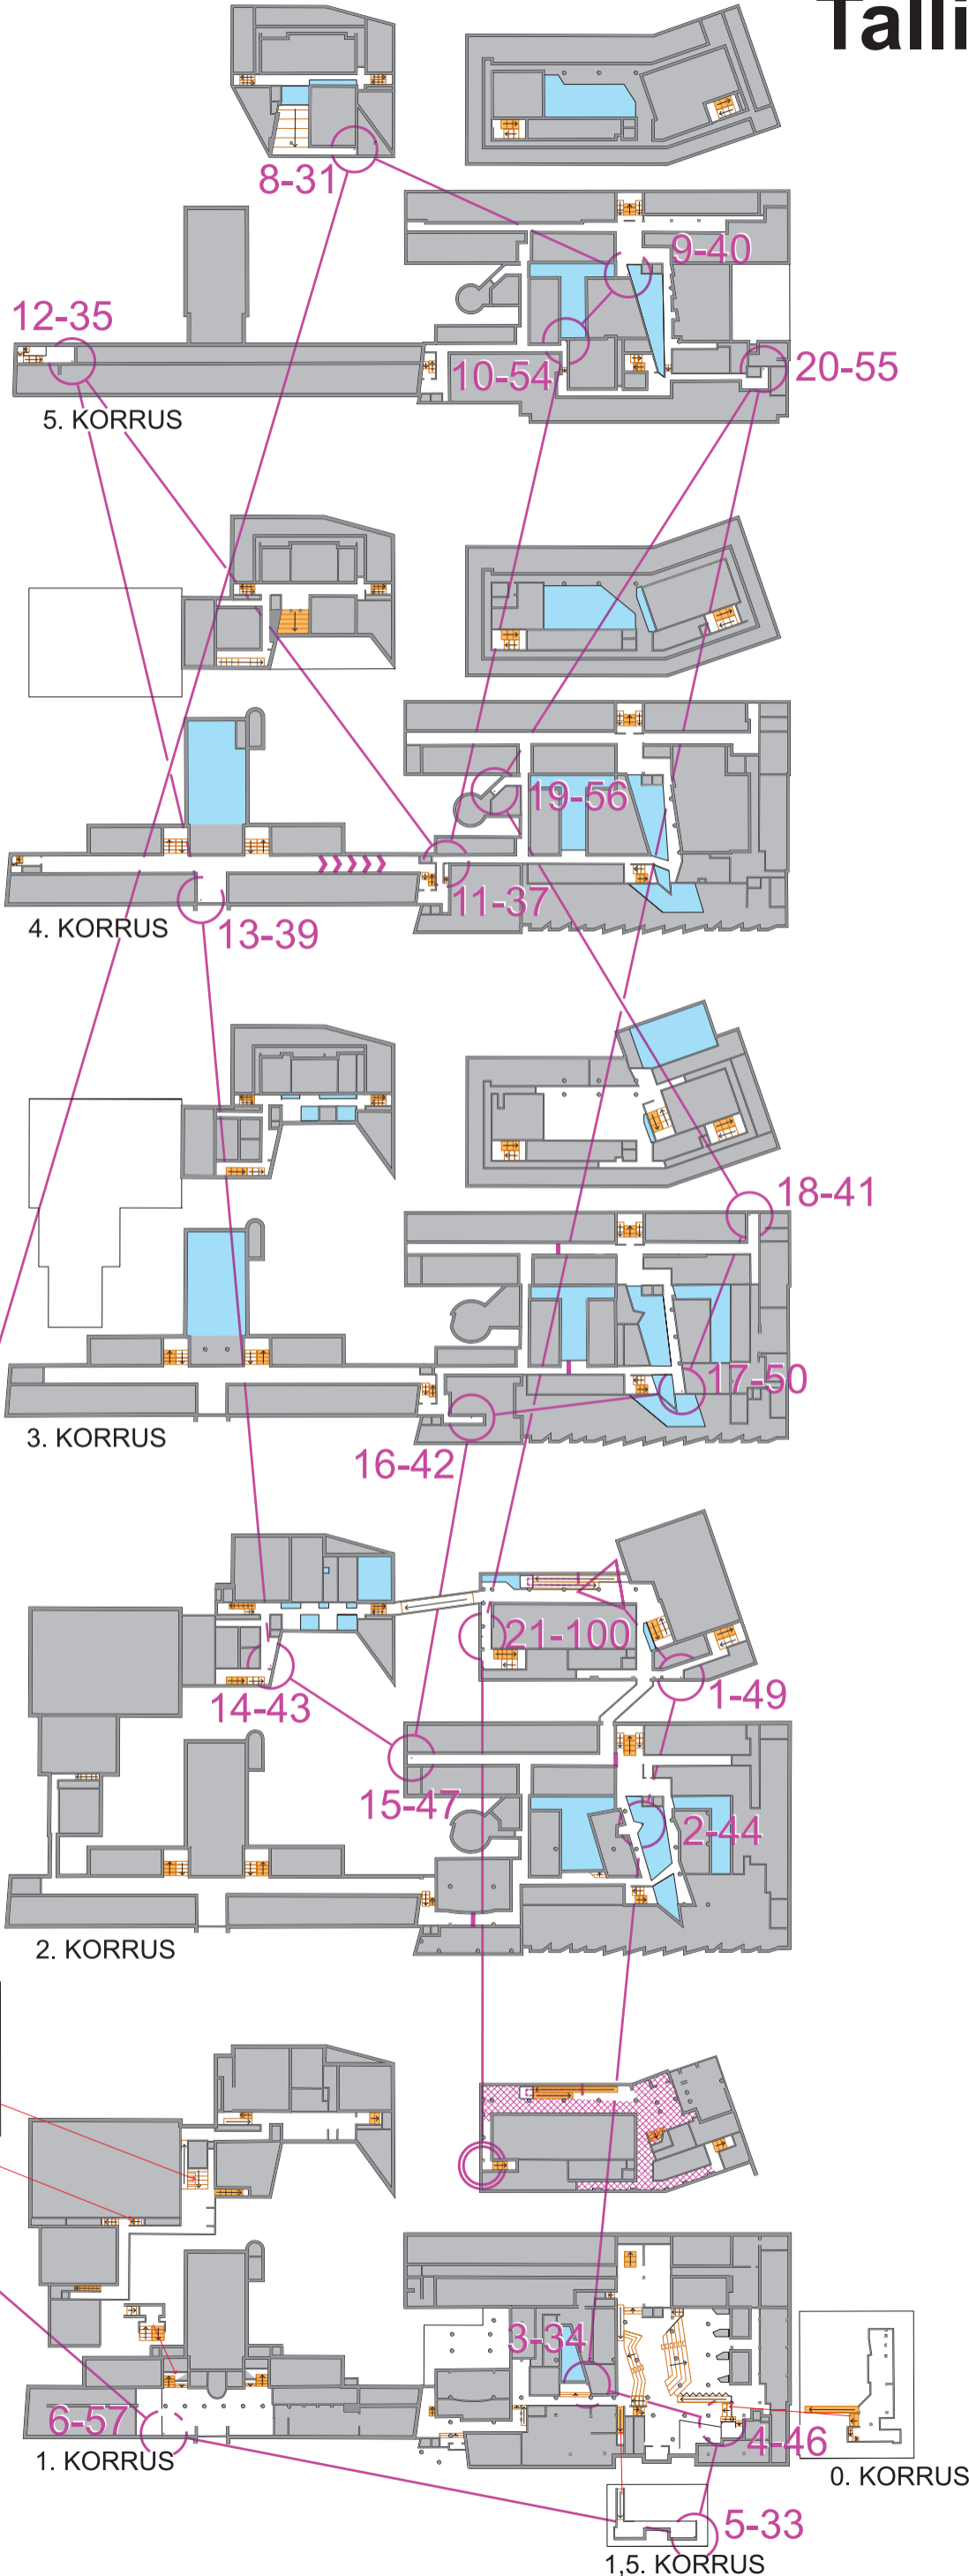 Talli
8-31
9-40
12-35
10-54
20-55
5. KORRUS
19-56
11-37
13-39
4. KORRUS
18-41
17-50
3. KORRUS
16-42
21-100
1-49
14-43
15-47
2-44
2. KORRUS
3-34
6-57
4-46
1. KORRUS
0. KORRUS
5-33
1,5. KORRUS